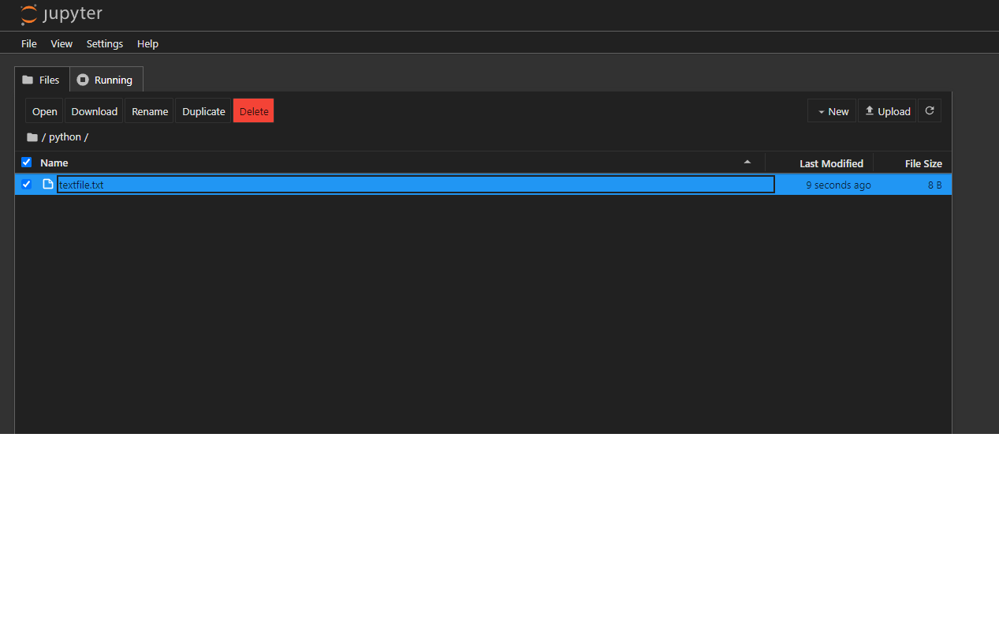 jupyter
File View Settings Help
Files Running
Open Download Rename Duplicate Delete New Upload
/ python /
Name Last Modified File Size
textfile.txt 9 seconds ago 8 B